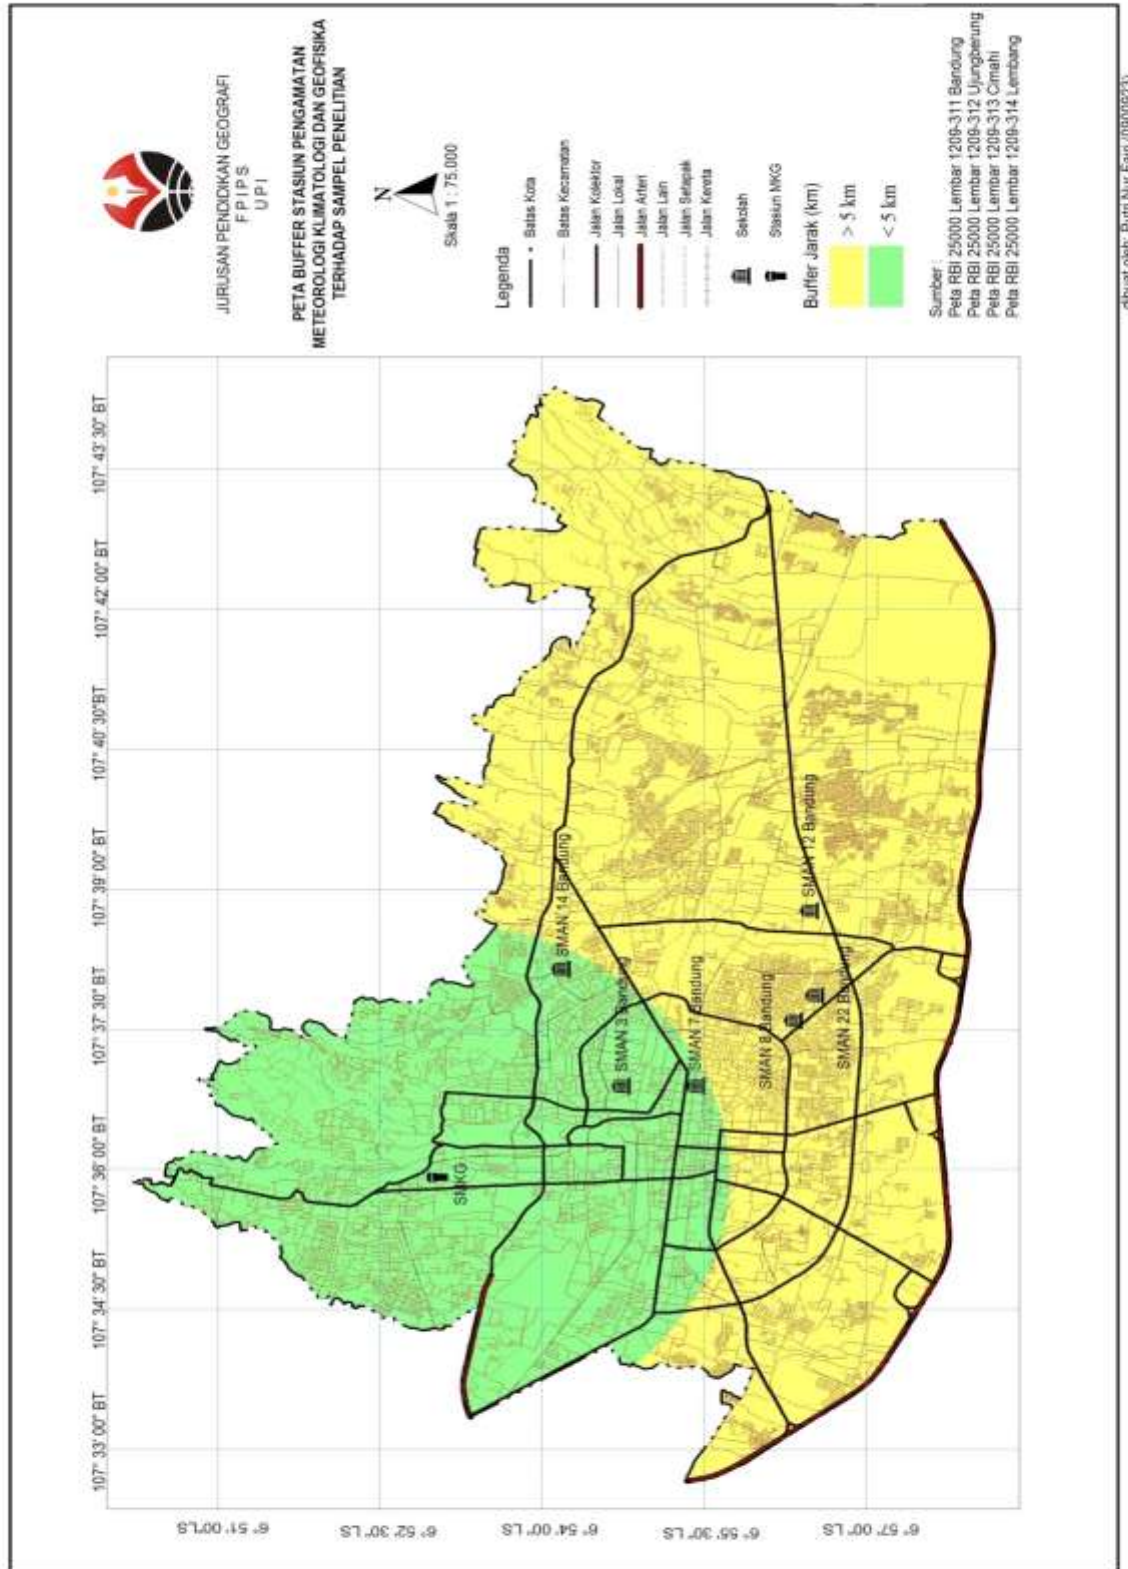 JURUSAN PENDIDIKAN GEOGRAFI
FPIPS
UPI
PETA BUFFER STASIUN PENGAMATAN
METEOROLOGI KLIMATOLOGI DAN GEOFISIKA
TERHADAP SAMPEL PENELITIAN
N
Skala 1 : 75.000
Legenda
Batas Kota
Batas Kecamatan
Jalan Kolektor
Jalan Lokal
Jalan Arteri
Jalan Lain
Jalan Setapak
Jalan Kereta
Sekolah
Stasiun MKG
Buffer Jarak (km)
> 5 km
< 5 km
Sumber :
Peta RBI 25000 Lembar 1209-311 Bandung
Peta RBI 25000 Lembar 1209-312 Ujungberung
Peta RBI 25000 Lembar 1209-313 Cimahi
Peta RBI 25000 Lembar 1209-314 Lembang
107° 33' 00" BT
107° 34' 30" BT
107° 36' 00" BT
107° 37' 30" BT
107° 39' 00" BT
107° 40' 30" BT
107° 42' 00" BT
107° 43' 30" BT
6° 51' 00" LS
6° 52' 30" LS
6° 54' 00" LS
6° 55' 30" LS
6° 57' 00" LS
SMKG
SMAN 14 Bandung
SMAN 3 Bandung
SMAN 7 Bandung
SMAN 8 Bandung
SMAN 22 Bandung
SMAN 12 Bandung
dibuat oleh: Putri Nur